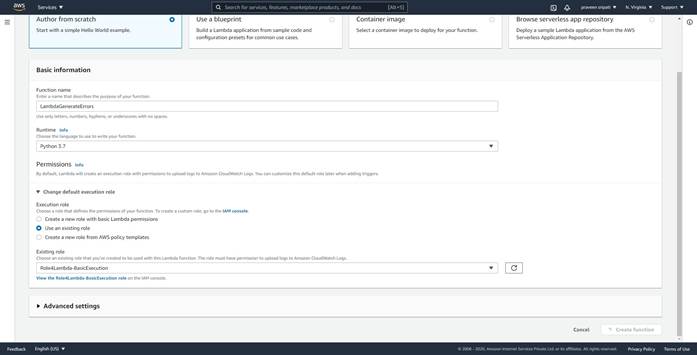 aws Services Search for services, features, marketplace products, and docs [Alt+S] N. Virginia Support
Author from scratch
Start with a simple Hello World example.
Use a blueprint
Build a Lambda application from sample code and
configuration presets for common use cases.
Container image
Select a container image to deploy for your function.
Browse serverless app repository
Deploy a sample Lambda application from the AWS
Serverless Application Repository.
Basic information
Function name
Enter a name that describes the purpose of your function.
LambdaGenerateErrors
Use only letters, numbers, hyphens, or underscores with no spaces.
Runtime Info
Choose the language to use to write your function.
Python 3.7
Permissions Info
By default, Lambda will create an execution role with permissions to upload logs to Amazon CloudWatch Logs. You can customize this default role later when adding triggers.
Change default execution role
Execution role
Choose a role that defines the permissions of your function. To create a custom role, go to the IAM console.
Create a new role with basic Lambda permissions
Use an existing role
Create a new role from AWS policy templates
Existing role
Choose an existing role that you've created to be used with this Lambda function. The role must have permission to upload logs to Amazon CloudWatch Logs.
Role4Lambda-BasicExecution
View the Role4Lambda-BasicExecution role on the IAM console.
Advanced settings
Cancel Create function
Feedback English (US) © 2008 - 2020, Amazon Internet Services Private Ltd. or its affiliates. All rights reserved. Privacy Policy Terms of Use